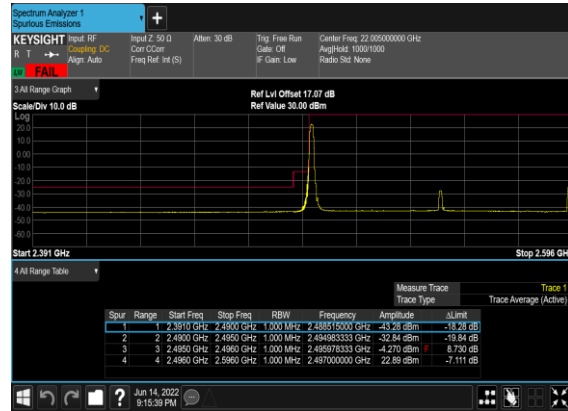 Spectrum Analyzer 1
Spurious Emissions
KEYSIGHT
R T
LW FAIL
Input: RF
Coupling: DC
Align: Auto
Input Z: 50 Ω
Corr CCorr
Freq Ref: Int (S)
Atten: 30 dB
Trig: Free Run
Gate: Off
IF Gain: Low
Center Freq: 22.005000000 GHz
Avg|Hold: 1000/1000
Radio Std: None
3 All Range Graph
Scale/Div 10.0 dB
Ref Lvl Offset 17.07 dB
Ref Value 30.00 dBm
Log
20.0
10.0
0.00
-10.0
-20.0
-30.0
-40.0
-50.0
-60.0
Start 2.391 GHz
Stop 2.596 GH
4 All Range Table
Measure Trace Trace 1
Trace Type Trace Average (Active)
Spur Range Start Freq Stop Freq RBW Frequency Amplitude ΔLimit
1 1 2.3910 GHz 2.4900 GHz 1.000 MHz 2.488515000 GHz -43.28 dBm -18.28 dB
2 2 2.4900 GHz 2.4950 GHz 1.000 MHz 2.494983333 GHz -32.84 dBm -19.84 dB
3 3 2.4950 GHz 2.4960 GHz 1.000 MHz 2.495978333 GHz -4.270 dBm F 8.730 dB
4 4 2.4960 GHz 2.5960 GHz 1.000 MHz 2.497000000 GHz 22.89 dBm -7.111 dB
Jun 14, 2022
9:15:39 PM